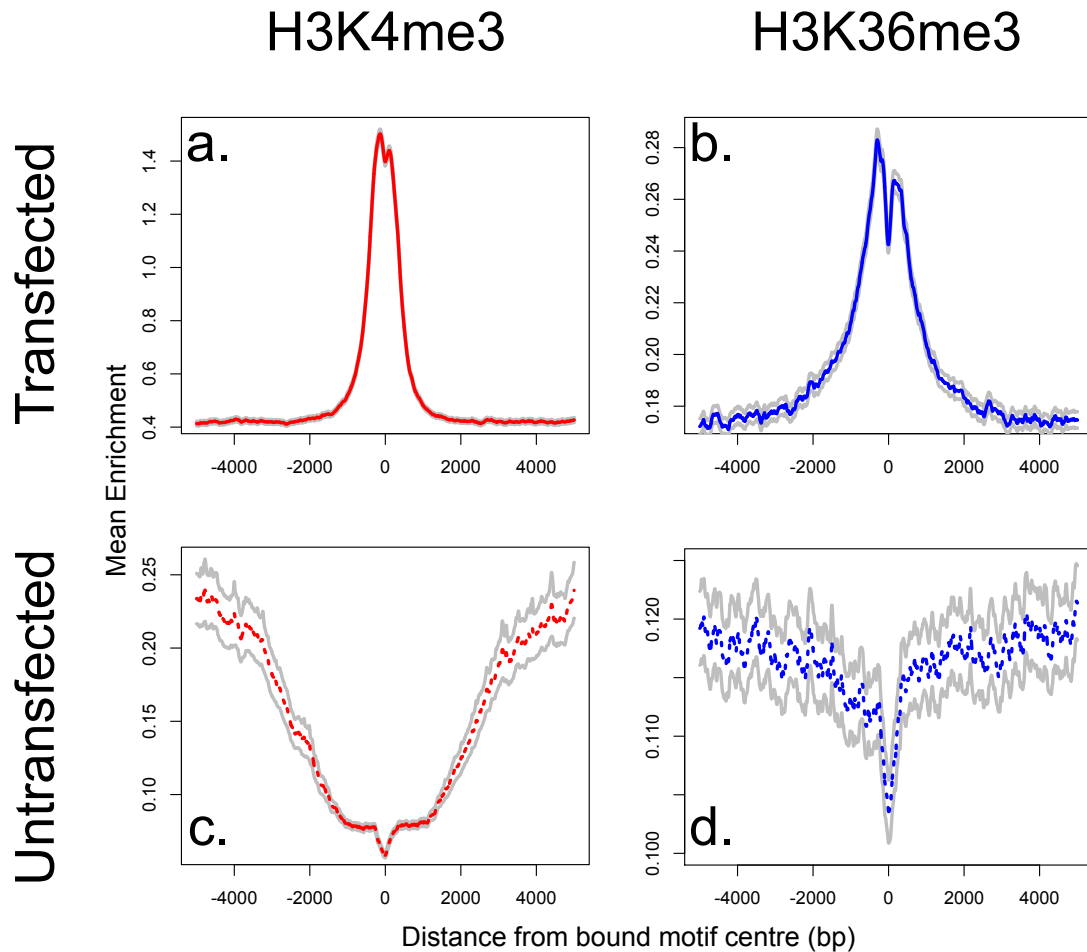 H3K4me3 H3K36me3
Transfected
Mean Enrichment
a.
0.4 0.6 0.8 1.0 1.2 1.4
-4000 -2000 0 2000 4000
b.
0.18 0.20 0.22 0.24 0.26 0.28
-4000 -2000 0 2000 4000
Untransfected
c.
0.10 0.15 0.20 0.25
-4000 -2000 0 2000 4000
d.
0.100 0.110 0.120
-4000 -2000 0 2000 4000
Distance from bound motif centre (bp)